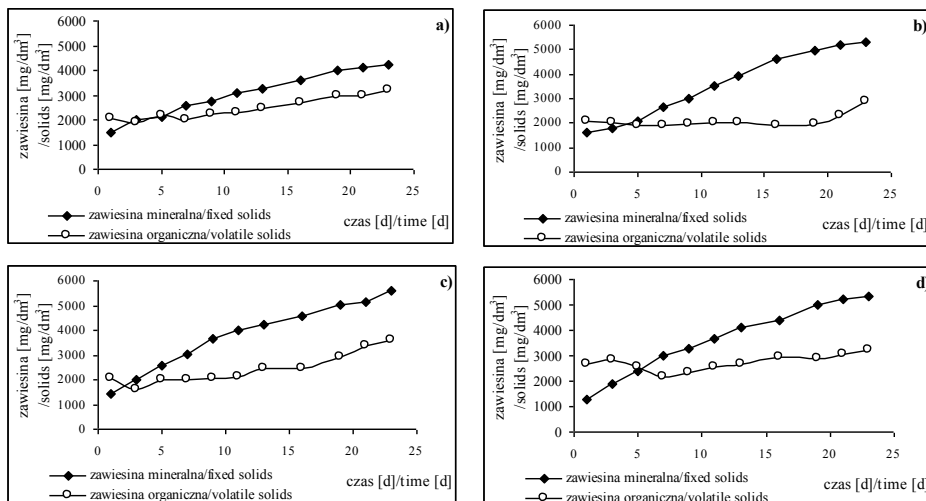 a)
zawiesina [mg/dm³]
/solids [mg/dm³]
6000
5000
4000
3000
2000
1000
0
0 5 10 15 20 25
czas [d]/time [d]
zawiesina mineralna/fixed solids
zawiesina organiczna/volatile solids
b)
zawiesina [mg/dm³]
/solids [mg/dm³]
6000
5000
4000
3000
2000
1000
0
0 5 10 15 20 25
czas [d]/time [d]
zawiesina mineralna/fixed solids
zawiesina organiczna/volatile solids
c)
zawiesina [mg/dm³]
/solids [mg/dm³]
6000
5000
4000
3000
2000
1000
0
0 5 10 15 20 25
czas [d]/time [d]
zawiesina mineralna/fixed solids
zawiesina organiczna/volatile solids
d)
zawiesina [mg/dm³]
/solids [mg/dm³]
6000
5000
4000
3000
2000
1000
0
0 5 10 15 20 25
czas [d]/time [d]
zawiesina mineralna/fixed solids
zawiesina organiczna/volatile solids